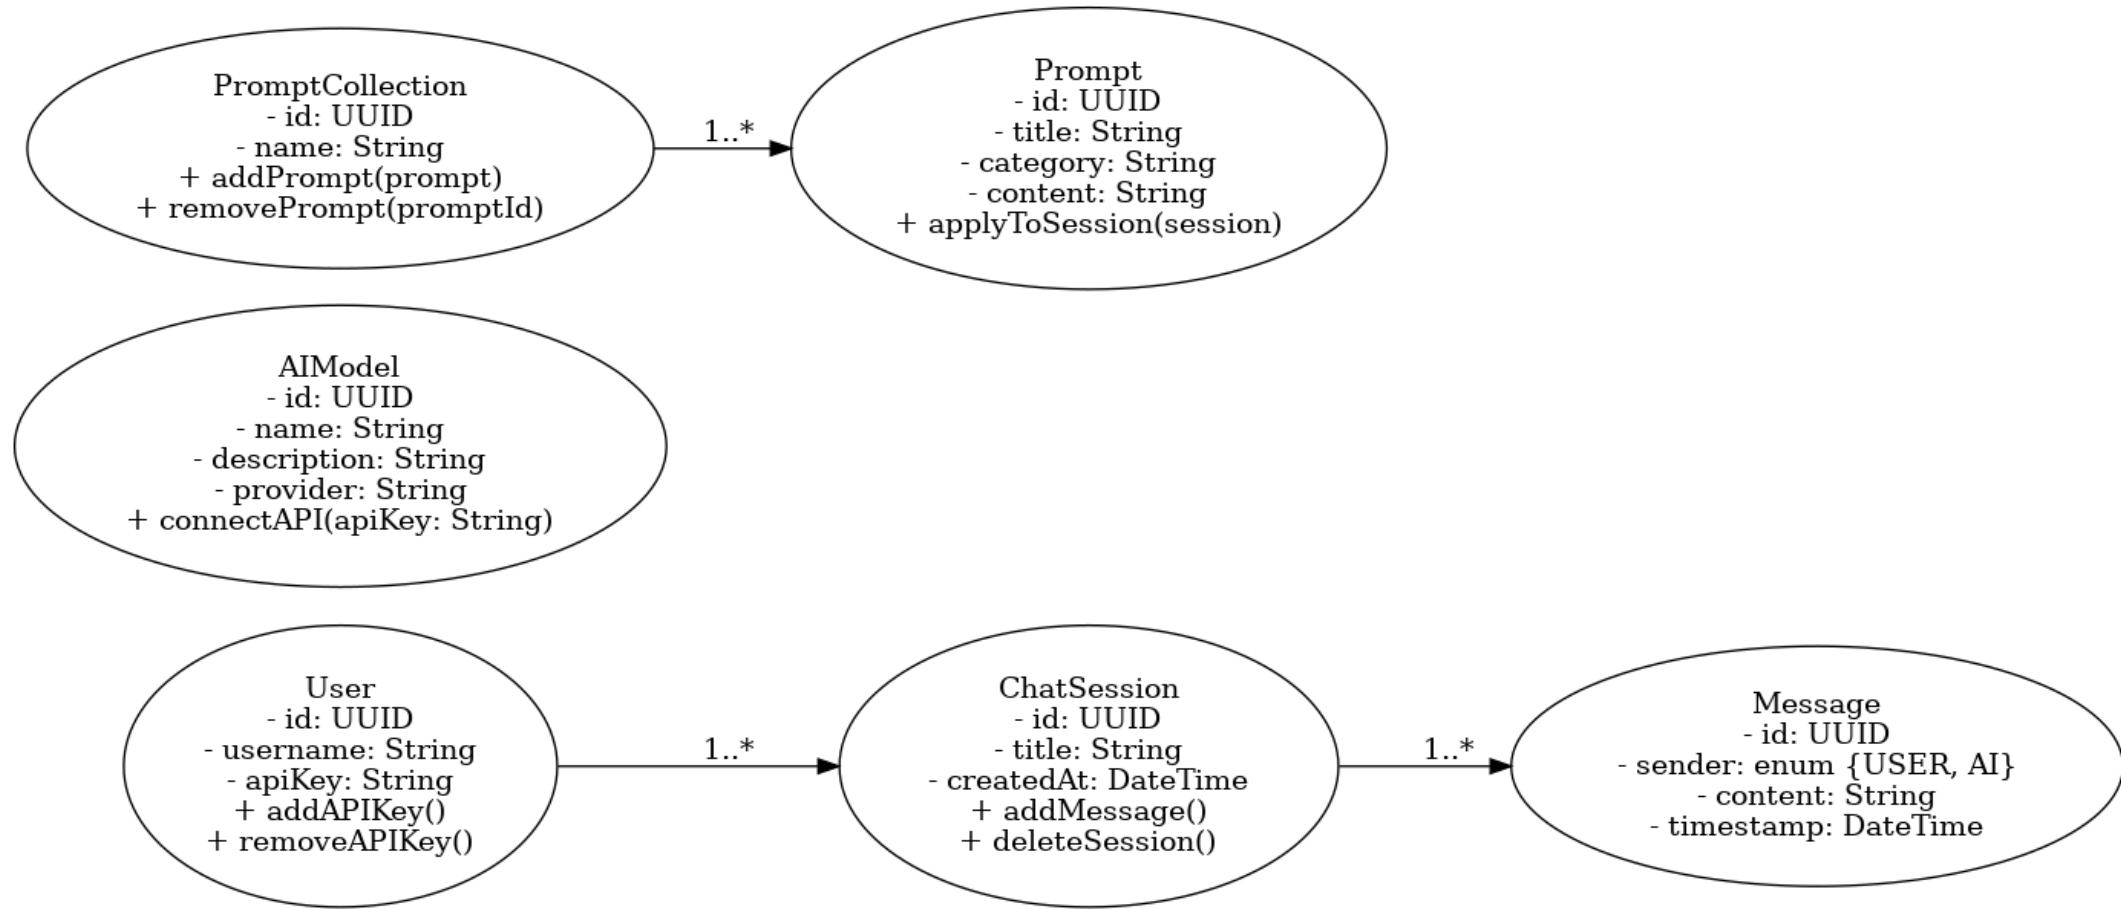 PromptCollection
- id: UUID
- name: String
+ addPrompt(prompt)
+ removePrompt(promptId)
1..*
Prompt
- id: UUID
- title: String
- category: String
- content: String
+ applyToSession(session)
AIModel
- id: UUID
- name: String
- description: String
- provider: String
+ connectAPI(apiKey: String)
User
- id: UUID
- username: String
- apiKey: String
+ addAPIKey()
+ removeAPIKey()
1..*
ChatSession
- id: UUID
- title: String
- createdAt: DateTime
+ addMessage()
+ deleteSession()
1..*
Message
- id: UUID
- sender: enum {USER, AI}
- content: String
- timestamp: DateTime